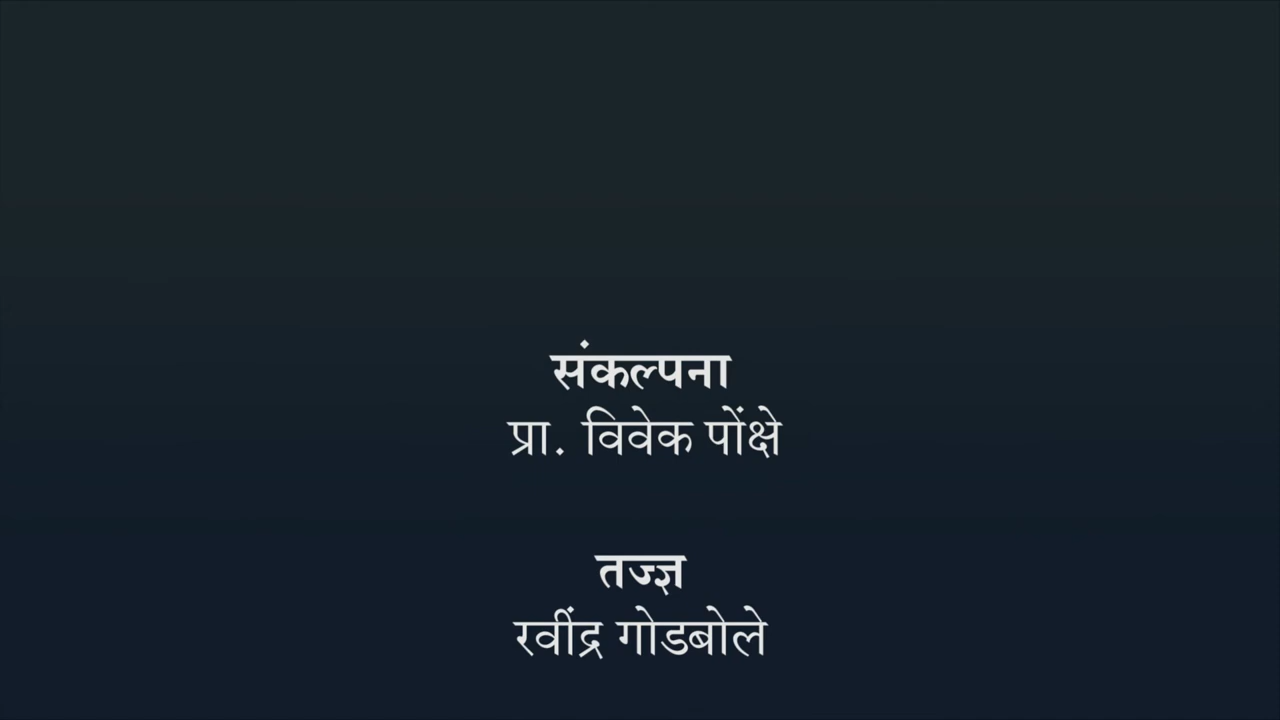 संकल्पना
प्रा. विवेक पोंक्षे
तज्ज्ञ
रवींद्र गोडबोले